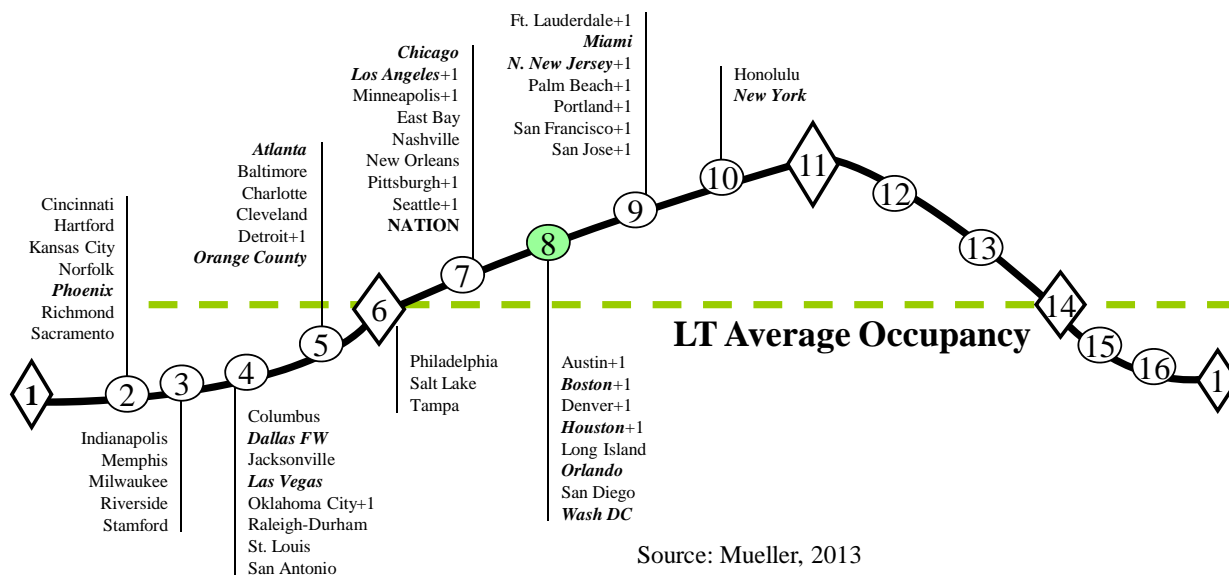 Ft. Lauderdale+1
Miami
N. New Jersey+1
Palm Beach+1
Portland+1
San Francisco+1
San Jose+1
Chicago
Los Angeles+1
Minneapolis+1
East Bay
Nashville
New Orleans
Pittsburgh+1
Seattle+1
NATION
Honolulu
New York
Atlanta
Baltimore
Charlotte
Cleveland
Detroit+1
Orange County
Cincinnati
Hartford
Kansas City
Norfolk
Phoenix
Richmond
Sacramento
1
2
3
4
5
6
7
8
9
10
11
12
13
14
15
16
1
LT Average Occupancy
Philadelphia
Salt Lake
Tampa
Austin+1
Boston+1
Denver+1
Houston+1
Long Island
Orlando
San Diego
Wash DC
Indianapolis
Memphis
Milwaukee
Riverside
Stamford
Columbus
Dallas FW
Jacksonville
Las Vegas
Oklahoma City+1
Raleigh-Durham
St. Louis
San Antonio
Source: Mueller, 2013